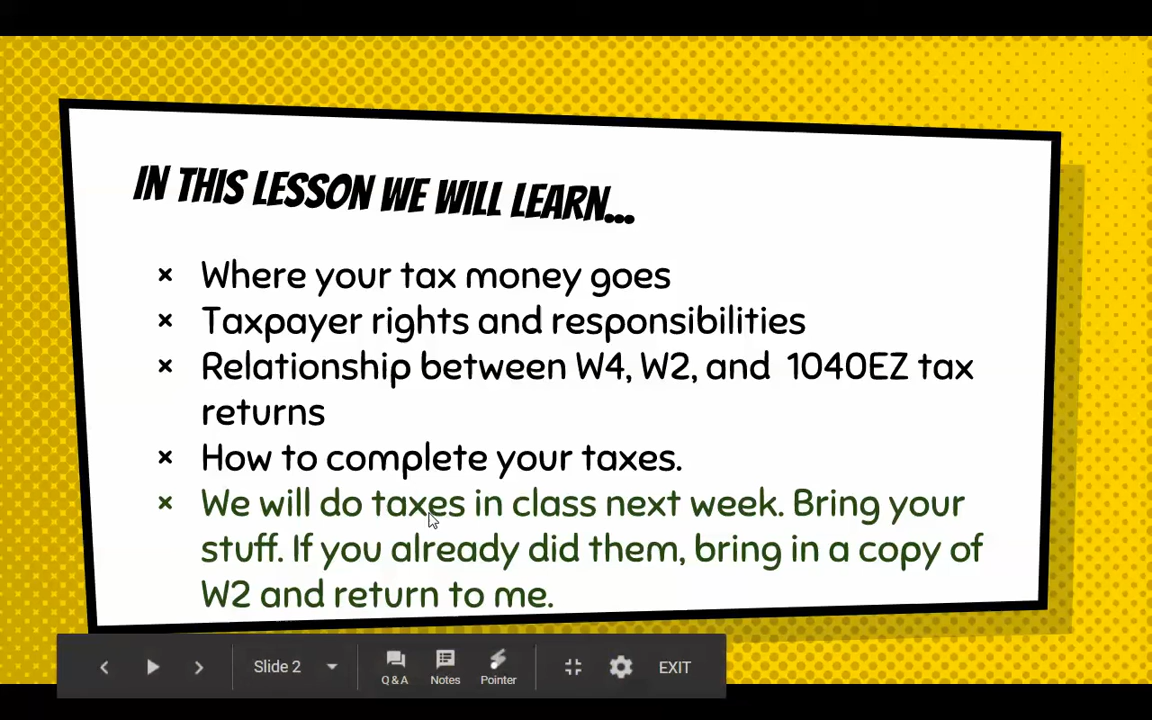 IN THIS LESSON WE WILL LEARN...
× Where your tax money goes
× Taxpayer rights and responsibilities
× Relationship between W4, W2, and 1040EZ tax
returns
× How to complete your taxes.
× We will do taxes in class next week. Bring your
stuff. If you already did them, bring in a copy of
W2 and return to me.
Slide 2
Q & A
Notes
Pointer
EXIT